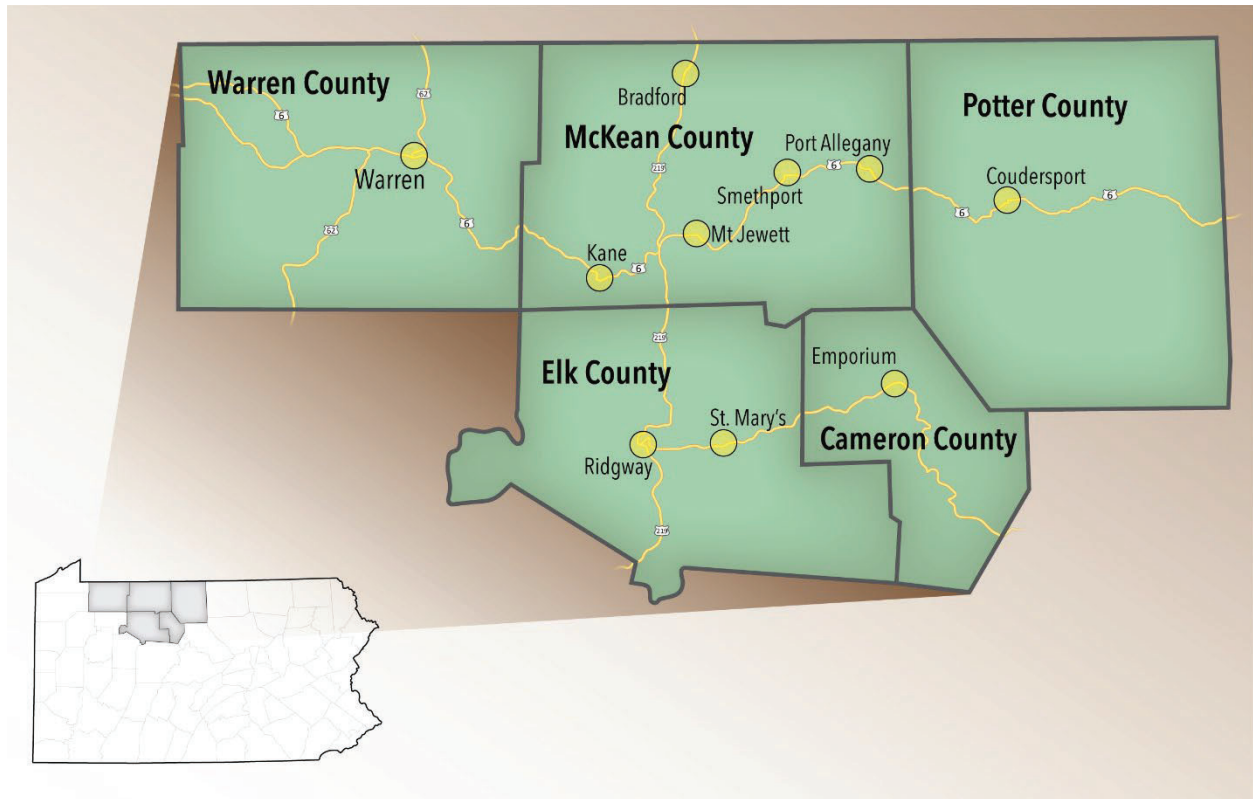 Warren County
62
6
Warren
62
6
Bradford
McKean County
219
Port Allegany
6
Smethport
Mt Jewett
Kane
6
Potter County
Coudersport
6
6
219
Elk County
St. Mary's
Ridgway
219
Emporium
Cameron County